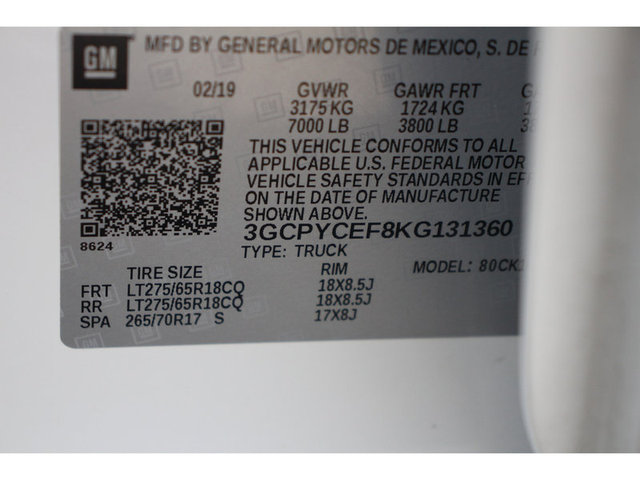 GM
MFD BY GENERAL MOTORS DE MEXICO, S. DE
02/19 GVWR GAWR FRT
3175 KG 1724 KG
7000 LB 3800 LB
THIS VEHICLE CONFORMS TO ALL
APPLICABLE U.S. FEDERAL MOTOR
VEHICLE SAFETY STANDARDS IN EFF
ON THE DATE OF MANUFACTURE
SHOWN ABOVE.
8624
3GCPYCEF8KG131360
TYPE: TRUCK
TIRE SIZE RIM MODEL: 80CK
FRT LT275/65R18CQ 18X8.5J
RR LT275/65R18CQ 18X8.5J
SPA 265/70R17 S 17X8J